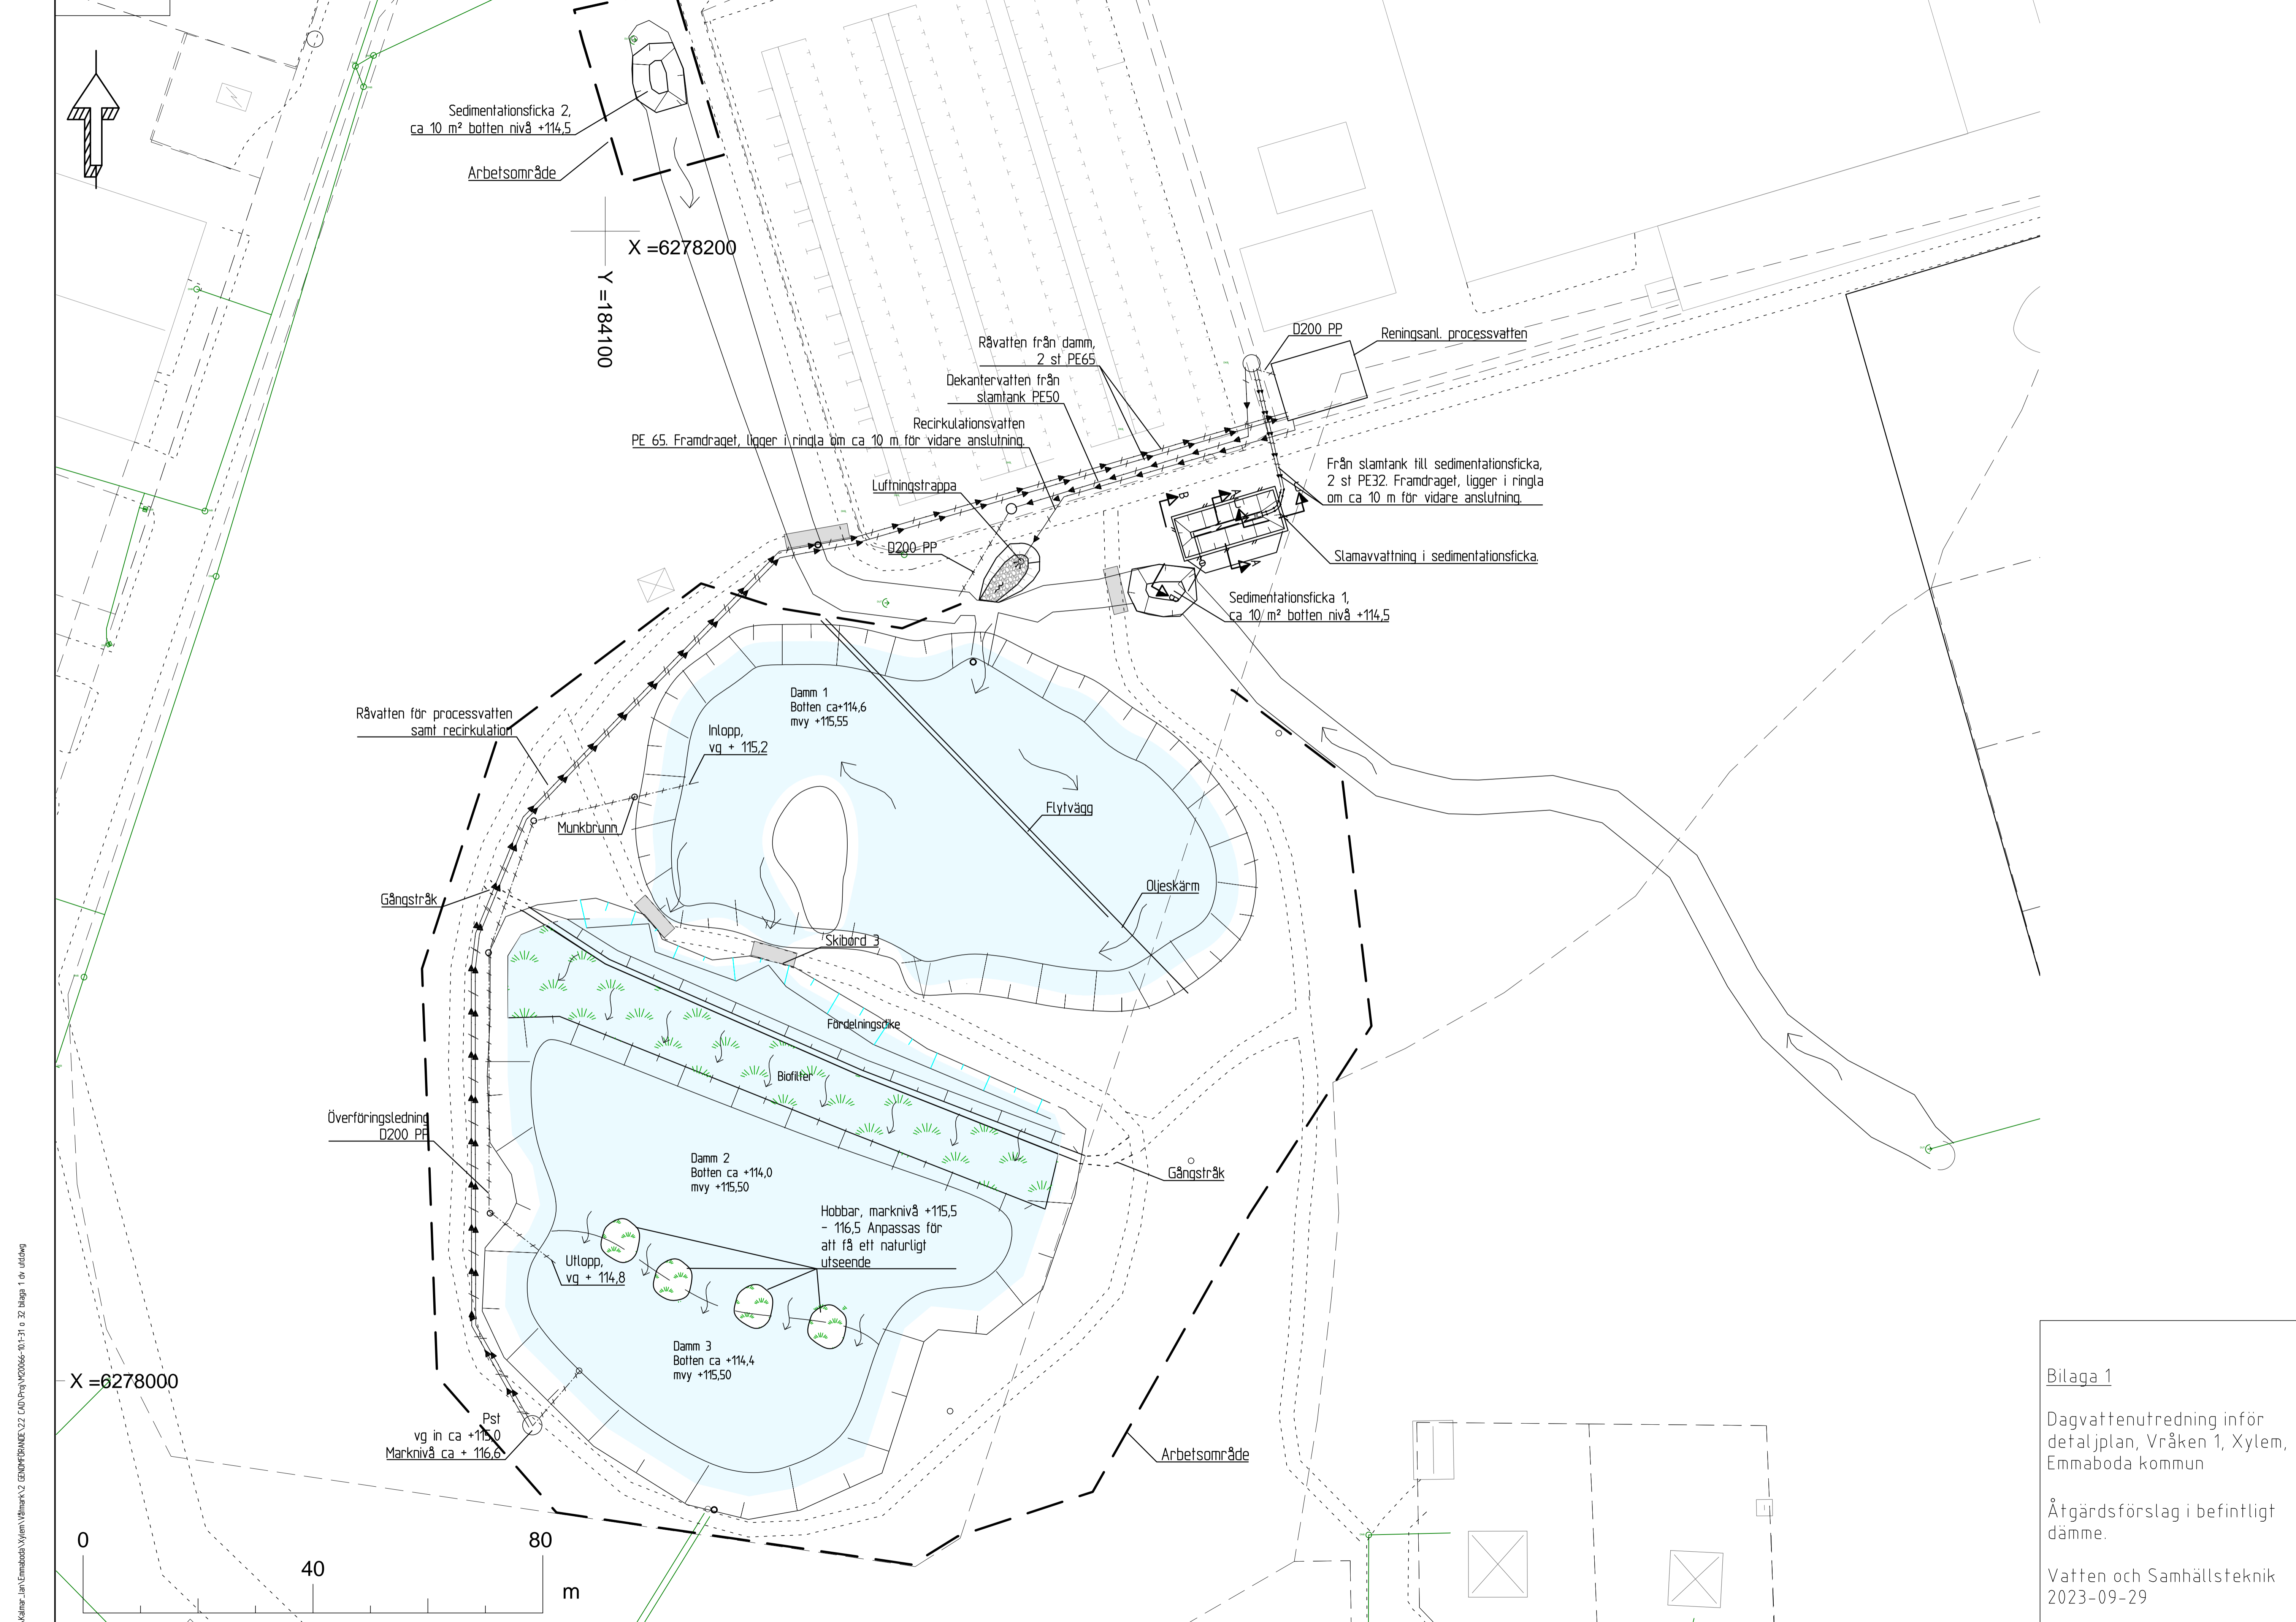 Sedimentationsficka 2,
ca 10 m² botten nivå +114,5
Arbetsområde
X =6278200
Y =184100
D200 PP
Reningsanl. processvatten
Råvatten från damm,
2 st PE65
Dekantervatten från
slamtank PE50
Recirkulationsvatten
PE 65. Framdraget, ligger i ringla om ca 10 m för vidare anslutning.
Luftningstrappa
Från slamtank till sedimentationsficka,
2 st PE32. Framdraget, ligger i ringla
om ca 10 m för vidare anslutning.
B
A
C
C
D200 PP
Slamavvattning i sedimentationsficka.
A
B
Sedimentationsficka 1,
ca 10 m² botten nivå +114,5
Damm 1
Botten ca+114,6
mvy +115,55
Råvatten för processvatten
samt recirkulation
Inlopp,
vg + 115,2
Flytvägg
Munkbrunn
Oljeskärm
Gångstråk
Skibord 3
Fördelningsdike
Biofilter
Överföringsledning
D200 PP
Damm 2
Botten ca +114,0
mvy +115,50
Gångstråk
Hobbar, marknivå +115,5
- 116,5 Anpassas för
att få ett naturligt
utseende
Utlopp,
vg + 114,8
Damm 3
Botten ca +114,4
mvy +115,50
X =6278000
Pst
vg in ca +115,0
Marknivå ca + 116,6
Arbetsområde
0
40
80
m
Bilaga 1
Dagvattenutredning inför
detaljplan, Vråken 1, Xylem,
Emmaboda kommun
Åtgärdsförslag i befintligt
dämme.
Vatten och Samhällsteknik
2023-09-29